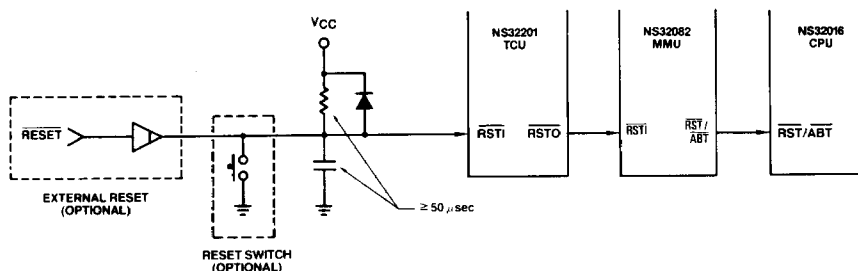 VCC
NS32201
TCU
NS32082
MMU
NS32016
CPU
RESET
RSTI
RSTO
RSTI
RST/
ABT
RST/ABT
EXTERNAL RESET
(OPTIONAL)
≥ 50 μsec
RESET SWITCH
(OPTIONAL)